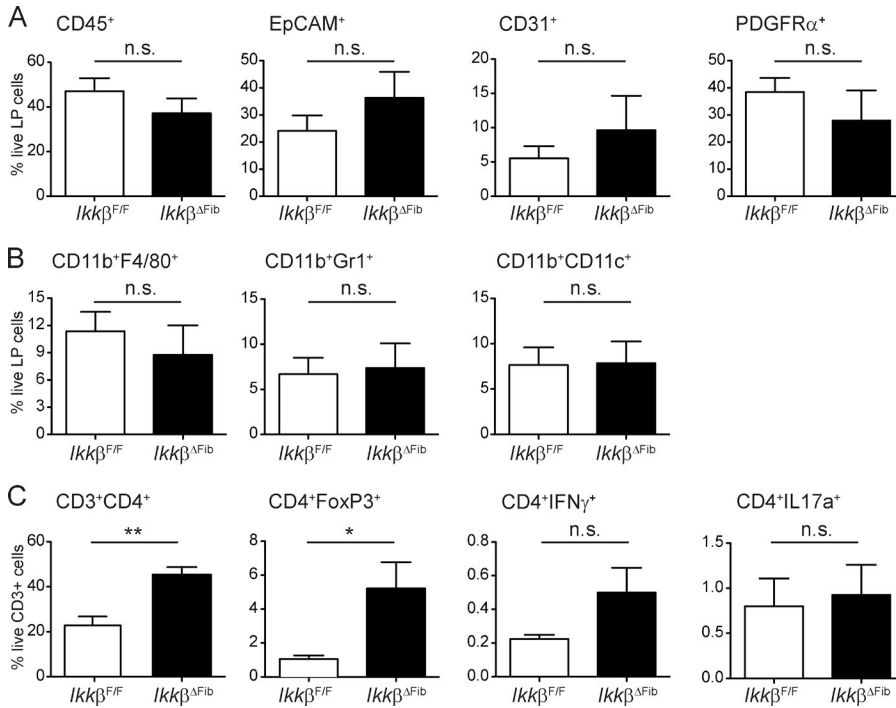 A
CD45⁺ EpCAM⁺ CD31⁺ PDGFRα⁺
n.s. n.s. n.s. n.s.
% live LP cells
60 40 20 0
50 40 30 20 10 0
20 15 10 5 0
50 40 30 20 10 0
Ikkβ^F/F Ikkβ^ΔFib Ikkβ^F/F Ikkβ^ΔFib Ikkβ^F/F Ikkβ^ΔFib Ikkβ^F/F Ikkβ^ΔFib
B
CD11b⁺F4/80⁺ CD11b⁺Gr1⁺ CD11b⁺CD11c⁺
n.s. n.s. n.s.
% live LP cells
15 12 9 6 3 0
15 10 5 0
15 10 5 0
Ikkβ^F/F Ikkβ^ΔFib Ikkβ^F/F Ikkβ^ΔFib Ikkβ^F/F Ikkβ^ΔFib
C
CD3⁺CD4⁺ CD4⁺FoxP3⁺ CD4⁺IFNγ⁺ CD4⁺IL17a⁺
** * n.s. n.s.
% live CD3+ cells
60 40 20 0
8 6 4 2 0
0.8 0.6 0.4 0.2 0.0
1.5 1.0 0.5 0.0
Ikkβ^F/F Ikkβ^ΔFib Ikkβ^F/F Ikkβ^ΔFib Ikkβ^F/F Ikkβ^ΔFib Ikkβ^F/F Ikkβ^ΔFib